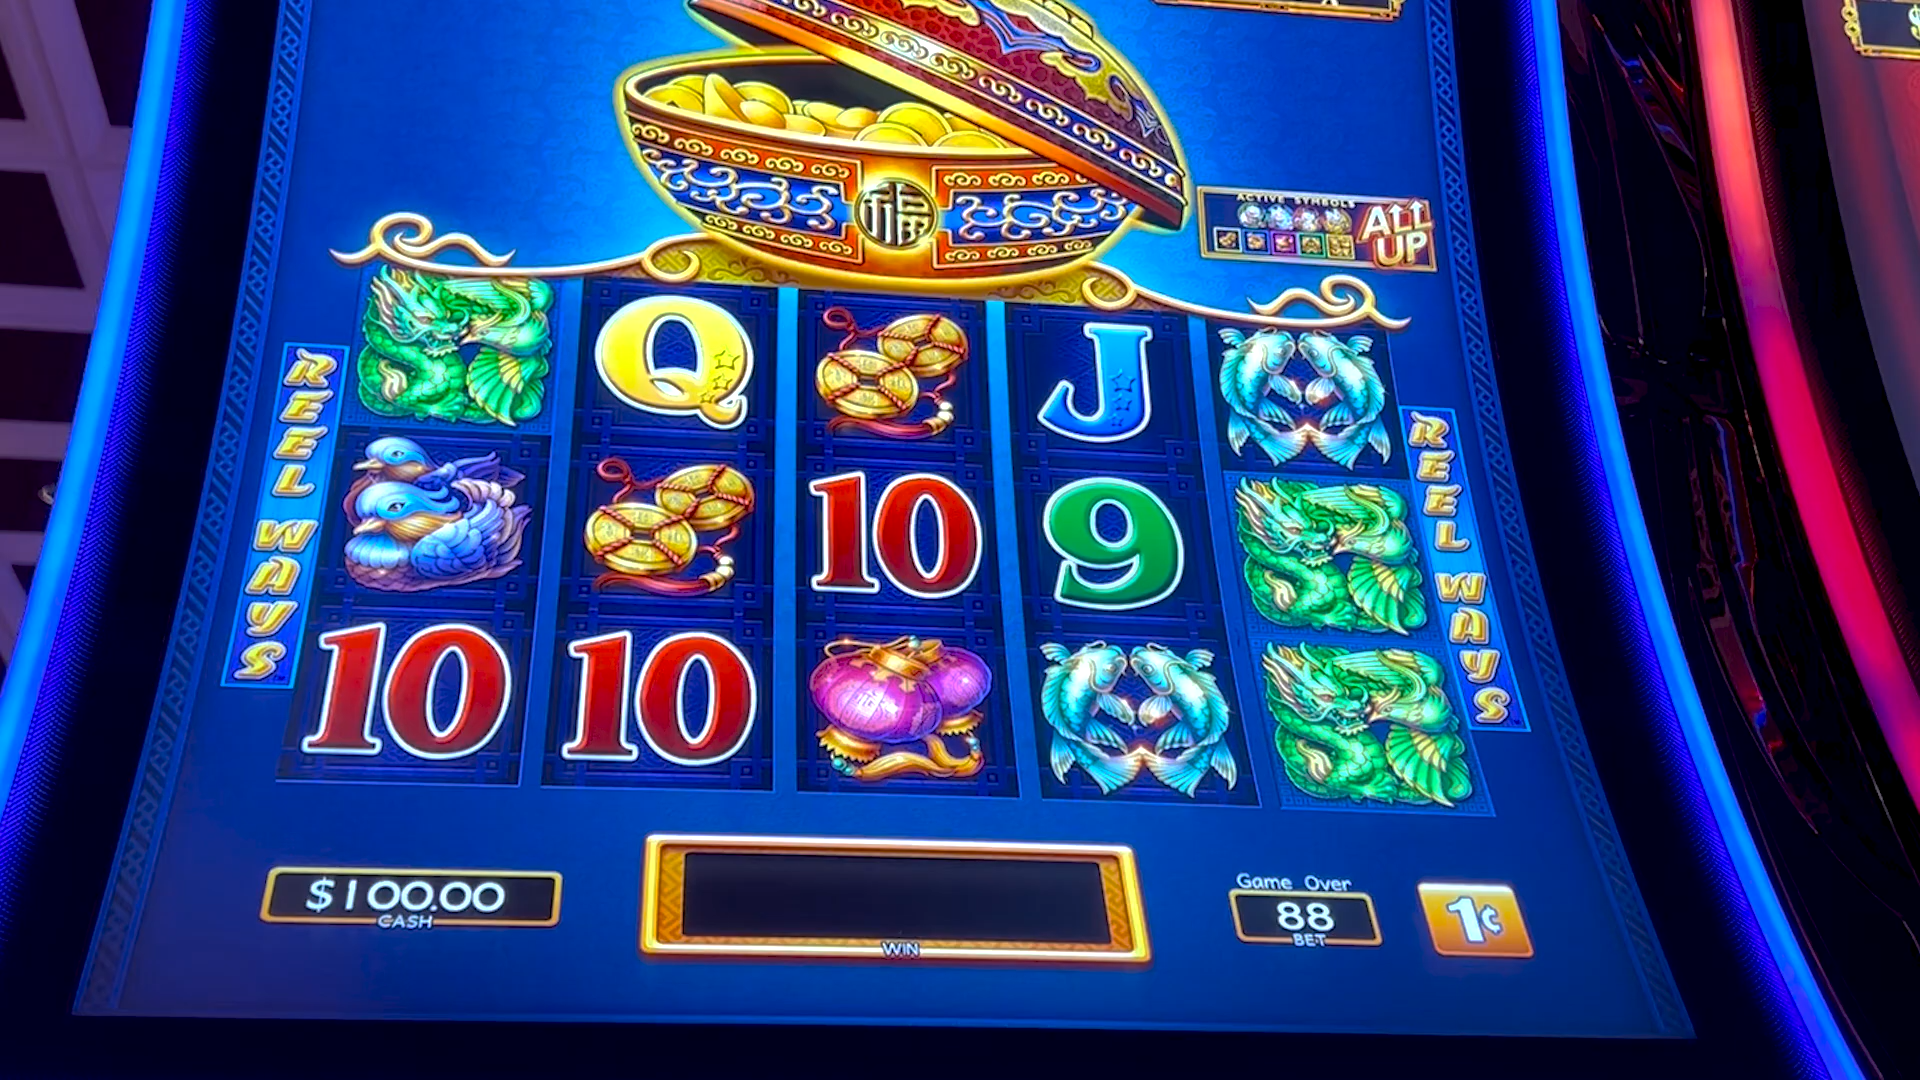 福
ACTIVE SYMBOLS
ALL
UP
REEL WAYS
Q
J
REEL WAYS
10
9
10
10
$100.00
CASH
WIN
Game Over
88
BET
1¢